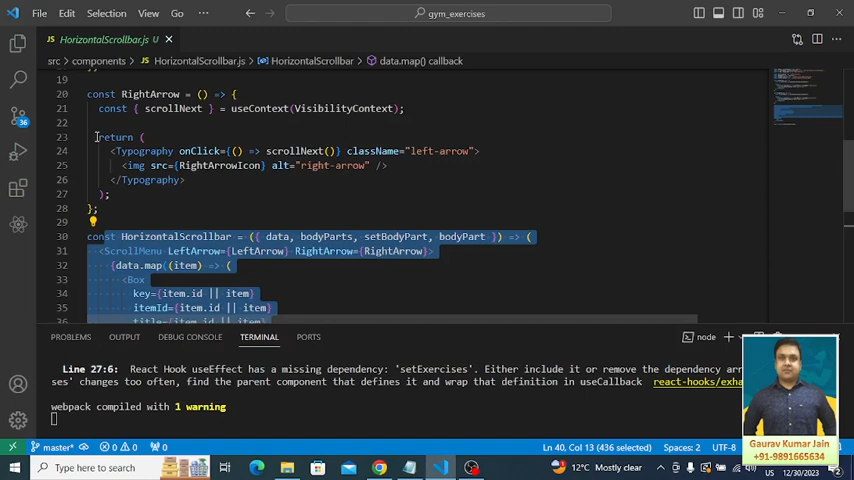 File Edit Selection View Go ··· gym_exercises
HorizontalScrollbar.js U
src > components > HorizontalScrollbar.js > HorizontalScrollbar > data.map() callback
19
20 const RightArrow = () => {
21 const { scrollNext } = useContext(VisibilityContext);
22
23 return (
24 <Typography onClick={() => scrollNext()} className="left-arrow">
25 <img src={RightArrowIcon} alt="right-arrow" />
26 </Typography>
27 );
28 };
29
30 const HorizontalScrollbar = ({ data, bodyParts, setBodyPart, bodyPart }) => (
31 <ScrollMenu LeftArrow={LeftArrow} RightArrow={RightArrow}>
32 {data.map((item) => (
33 <Box
34 key={item.id || item}
35 itemId={item.id || item}
36 title={item.id || item}
PROBLEMS OUTPUT DEBUG CONSOLE TERMINAL PORTS node
Line 27:6: React Hook useEffect has a missing dependency: 'setExercises'. Either include it or remove the dependency arr
ses' changes too often, find the parent component that defines it and wrap that definition in useCallback react-hooks/exha
webpack compiled with 1 warning
Gaurav Kumar Jain
+91-9891665634
36
master* 0 0 0 Ln 40, Col 13 (436 selected) Spaces: 2 UTF-8
Type here to search 12°C Mostly clear US 12/30/2023 2